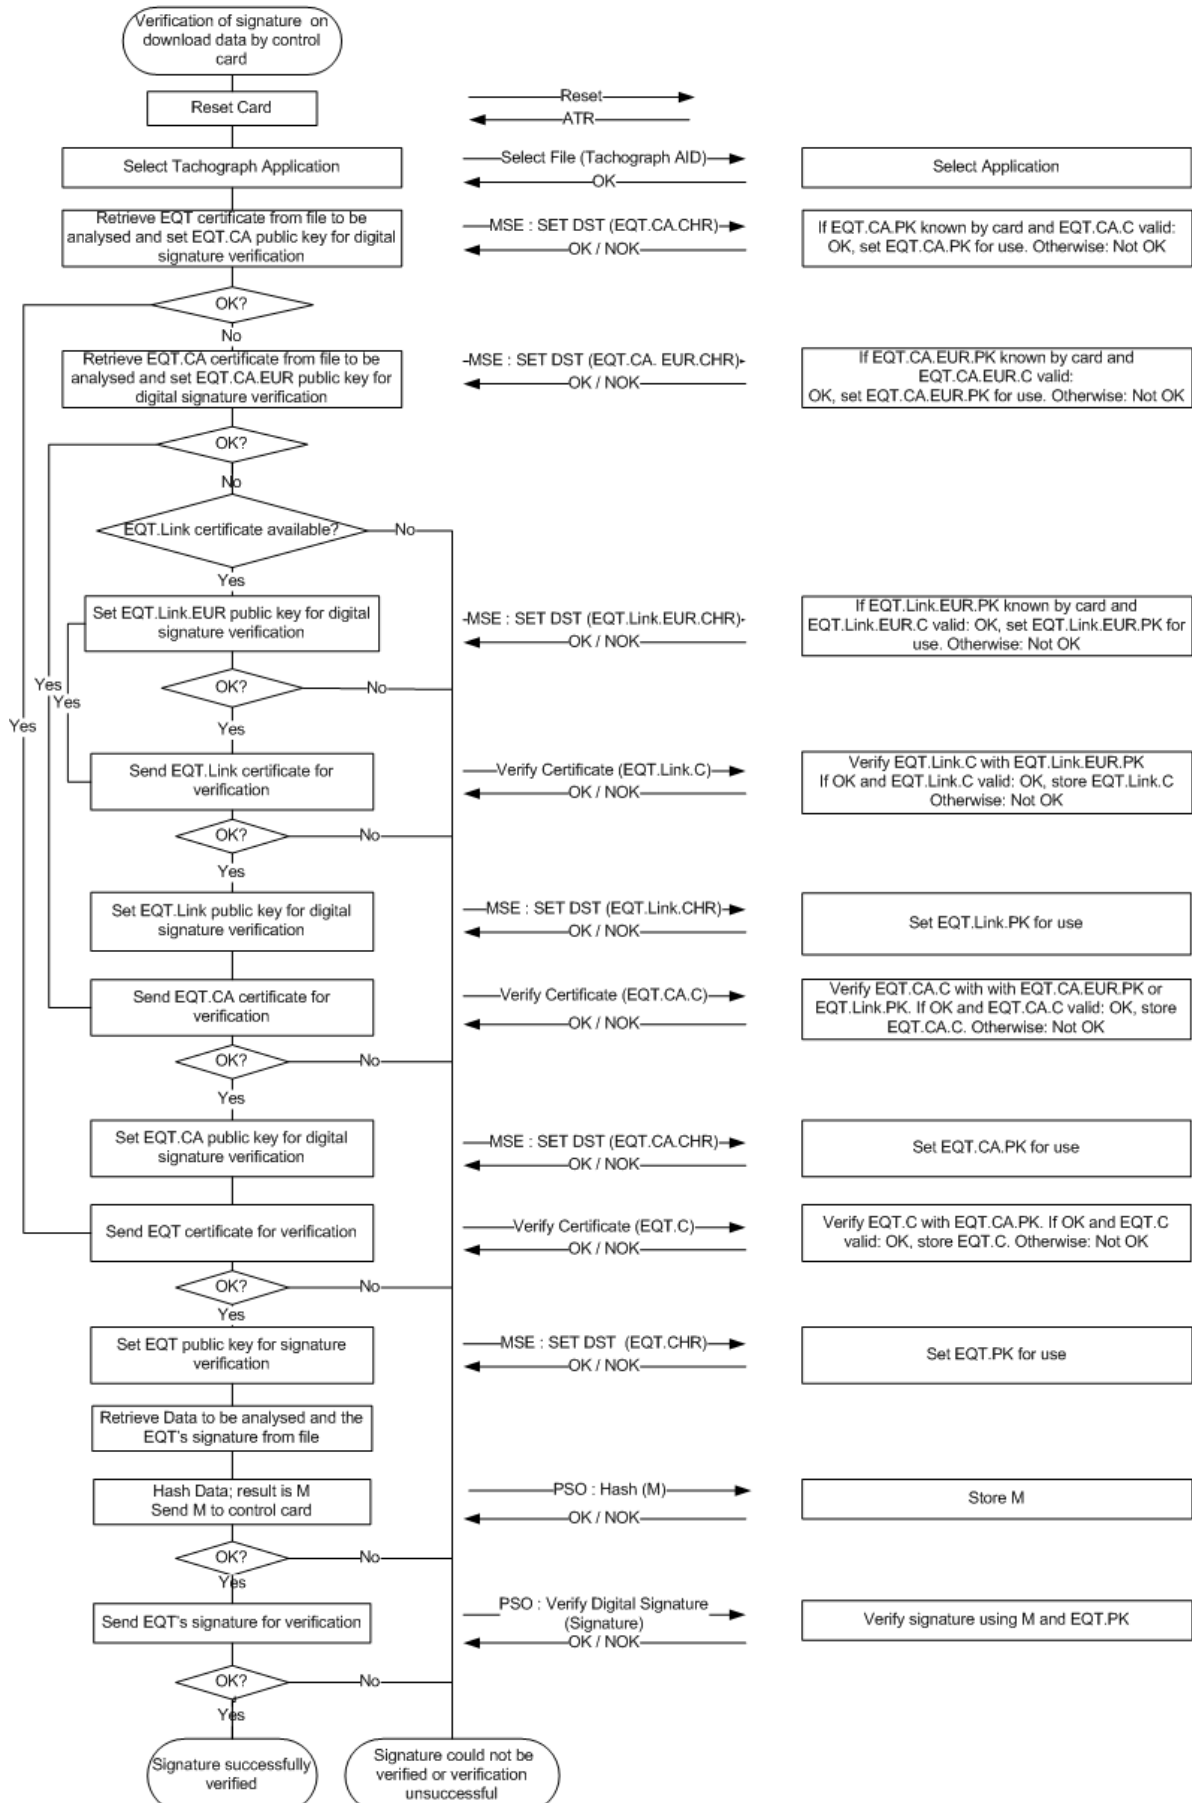 Verification of signature on
download data by control
card
Reset Card
Reset
ATR
Select Tachograph Application
Select File (Tachograph AID)
OK
Select Application
Retrieve EQT certificate from file to be
analysed and set EQT.CA public key for digital
signature verification
MSE : SET DST (EQT.CA.CHR)
OK / NOK
If EQT.CA.PK known by card and EQT.CA.C valid:
OK, set EQT.CA.PK for use. Otherwise: Not OK
OK?
No
Retrieve EQT.CA certificate from file to be
analysed and set EQT.CA.EUR public key for
digital signature verification
MSE : SET DST (EQT.CA. EUR.CHR)
OK / NOK
If EQT.CA.EUR.PK known by card and
EQT.CA.EUR.C valid:
OK, set EQT.CA.EUR.PK for use. Otherwise: Not OK
OK?
No
EQT.Link certificate available?
No
Yes
Set EQT.Link.EUR public key for digital
signature verification
MSE : SET DST (EQT.Link.EUR.CHR)
OK / NOK
If EQT.Link.EUR.PK known by card and
EQT.Link.EUR.C valid: OK, set EQT.Link.EUR.PK for
use. Otherwise: Not OK
Yes
Yes
Yes
OK?
No
Yes
Send EQT.Link certificate for
verification
Verify Certificate (EQT.Link.C)
OK / NOK
Verify EQT.Link.C with EQT.Link.EUR.PK
If OK and EQT.Link.C valid: OK, store EQT.Link.C
Otherwise: Not OK
OK?
No
Yes
Set EQT.Link public key for digital
signature verification
MSE : SET DST (EQT.Link.CHR)
OK / NOK
Set EQT.Link.PK for use
Send EQT.CA certificate for
verification
Verify Certificate (EQT.CA.C)
OK / NOK
Verify EQT.CA.C with with EQT.CA.EUR.PK or
EQT.Link.PK. If OK and EQT.CA.C valid: OK, store
EQT.CA.C. Otherwise: Not OK
OK?
No
Yes
Set EQT.CA public key for digital
signature verification
MSE : SET DST (EQT.CA.CHR)
OK / NOK
Set EQT.CA.PK for use
Send EQT certificate for verification
Verify Certificate (EQT.C)
OK / NOK
Verify EQT.C with EQT.CA.PK. If OK and EQT.C
valid: OK, store EQT.C. Otherwise: Not OK
OK?
No
Yes
Set EQT public key for signature
verification
MSE : SET DST (EQT.CHR)
OK / NOK
Set EQT.PK for use
Retrieve Data to be analysed and the
EQT's signature from file
Hash Data; result is M
Send M to control card
PSO : Hash (M)
OK / NOK
Store M
OK?
No
Yes
Send EQT's signature for verification
PSO : Verify Digital Signature
(Signature)
OK / NOK
Verify signature using M and EQT.PK
OK?
No
Yes
Signature successfully
verified
Signature could not be
verified or verification
unsuccessful